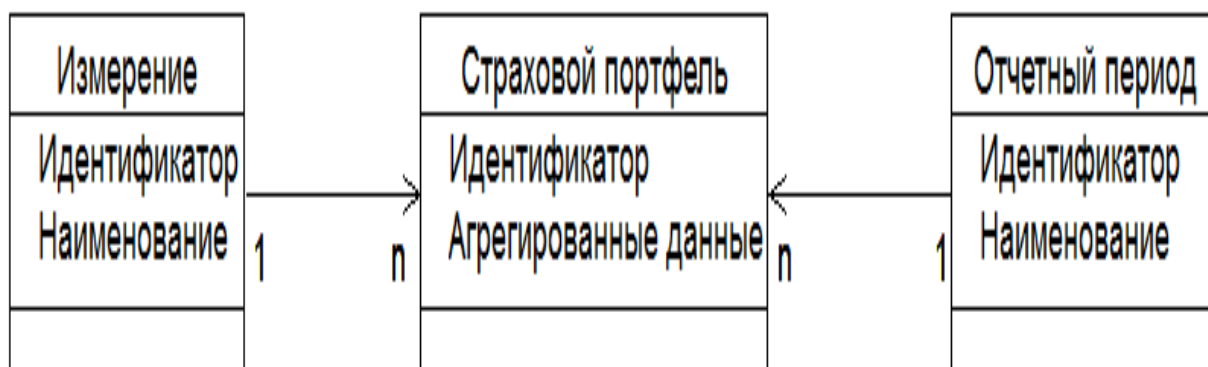 Измерение
Идентификатор
Наименование
1
n
Страховой портфель
Идентификатор
Агрегированные данные
n
1
Отчетный период
Идентификатор
Наименование